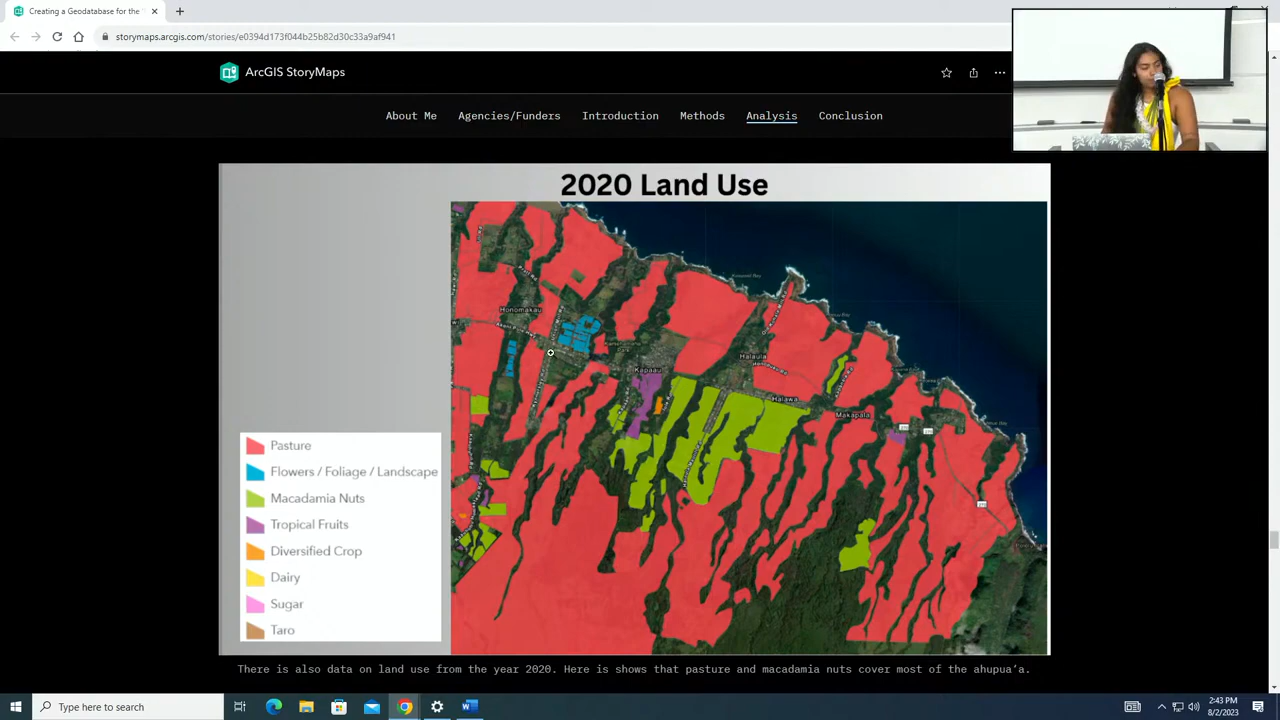 Creating a Geodatabase for the
storymaps.arcgis.com/stories/e0394d173f044b25b82d30c33a9af941
ArcGIS StoryMaps
About Me
Agencies/Funders
Introduction
Methods
Analysis
Conclusion
2020 Land Use
Honomakau
Kapaau
Halaula
Halawa
Makapala
Pasture
Flowers / Foliage / Landscape
Macadamia Nuts
Tropical Fruits
Diversified Crop
Dairy
Sugar
Taro
There is also data on land use from the year 2020. Here is shows that pasture and macadamia nuts cover most of the ahupua’a.
Type here to search
2:43 PM
8/2/2023